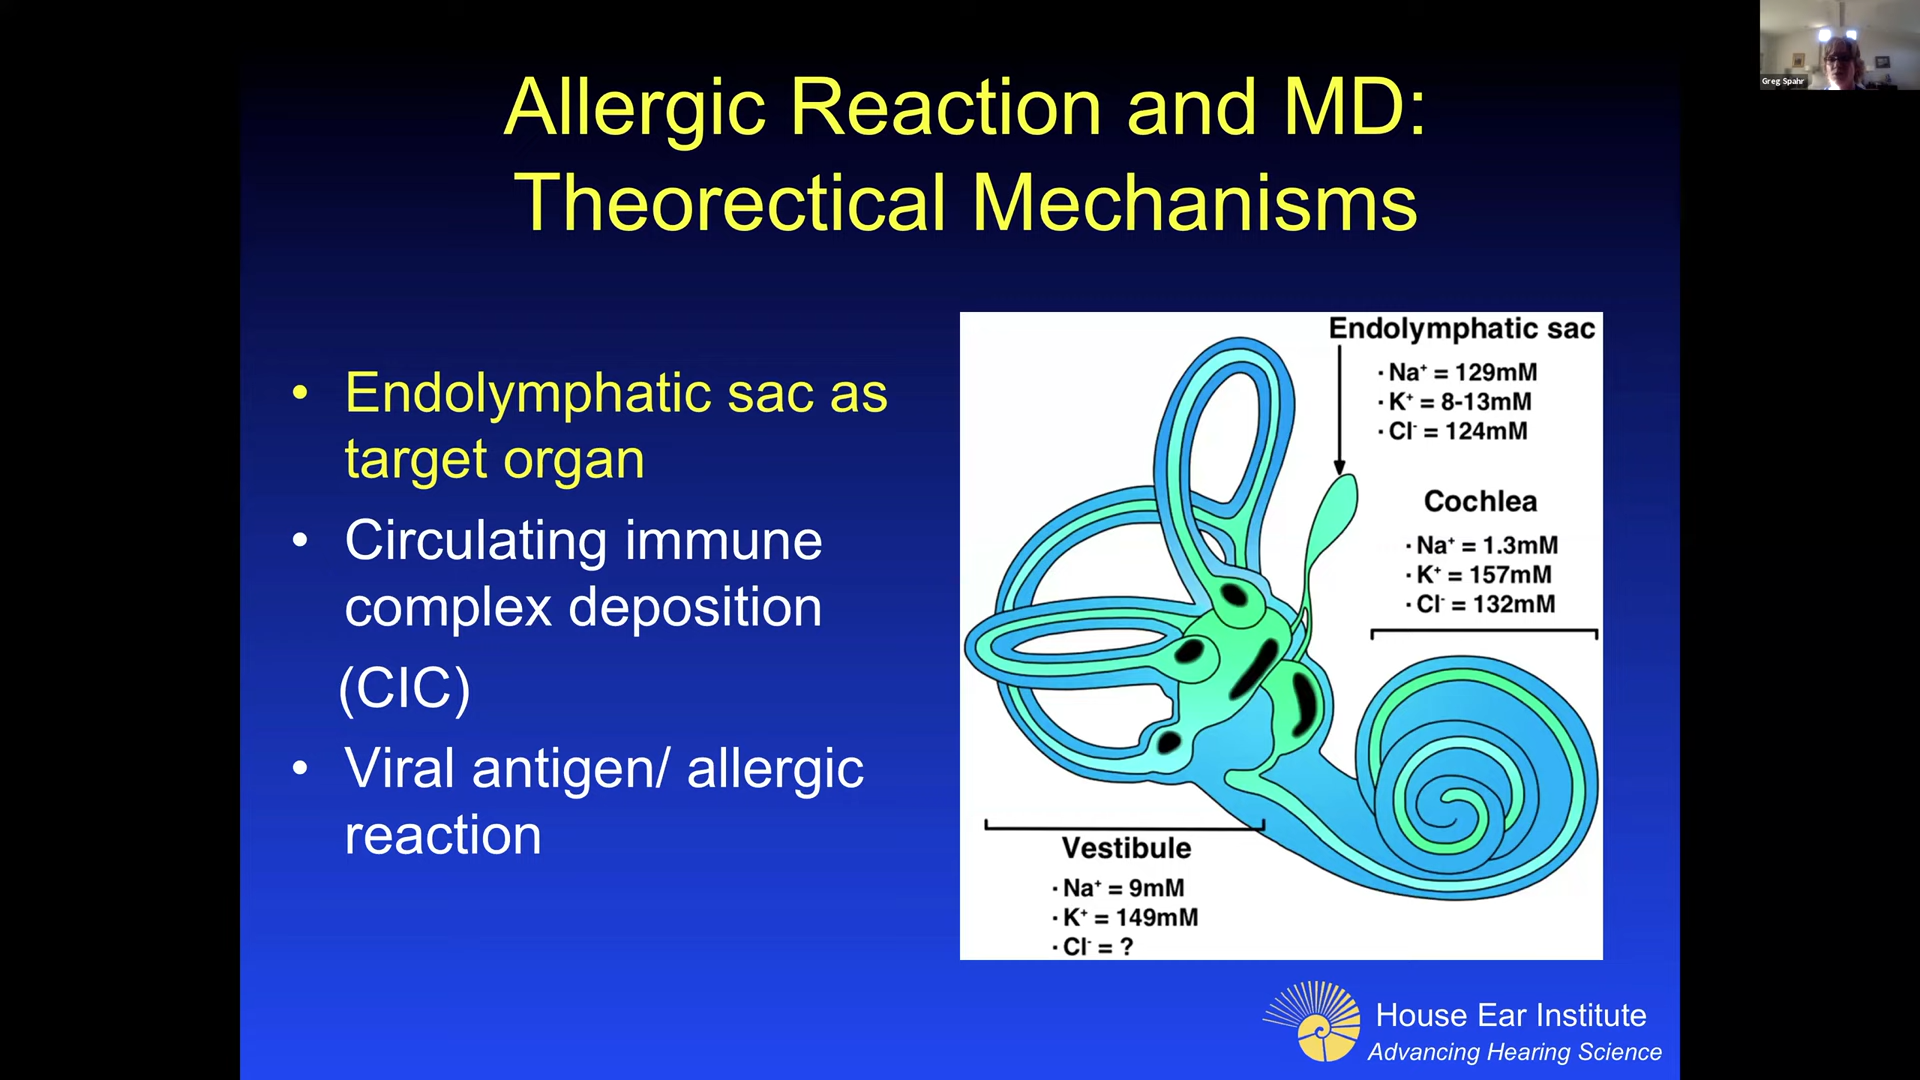 Greg Spahr
Allergic Reaction and MD:
Theorectical Mechanisms
• Endolymphatic sac as
target organ
• Circulating immune
complex deposition
(CIC)
• Viral antigen/ allergic
reaction
Endolymphatic sac
· Na⁺ = 129mM
· K⁺ = 8-13mM
· Cl⁻ = 124mM
Cochlea
· Na⁺ = 1.3mM
· K⁺ = 157mM
· Cl⁻ = 132mM
Vestibule
· Na⁺ = 9mM
· K⁺ = 149mM
· Cl⁻ = ?
House Ear Institute
Advancing Hearing Science